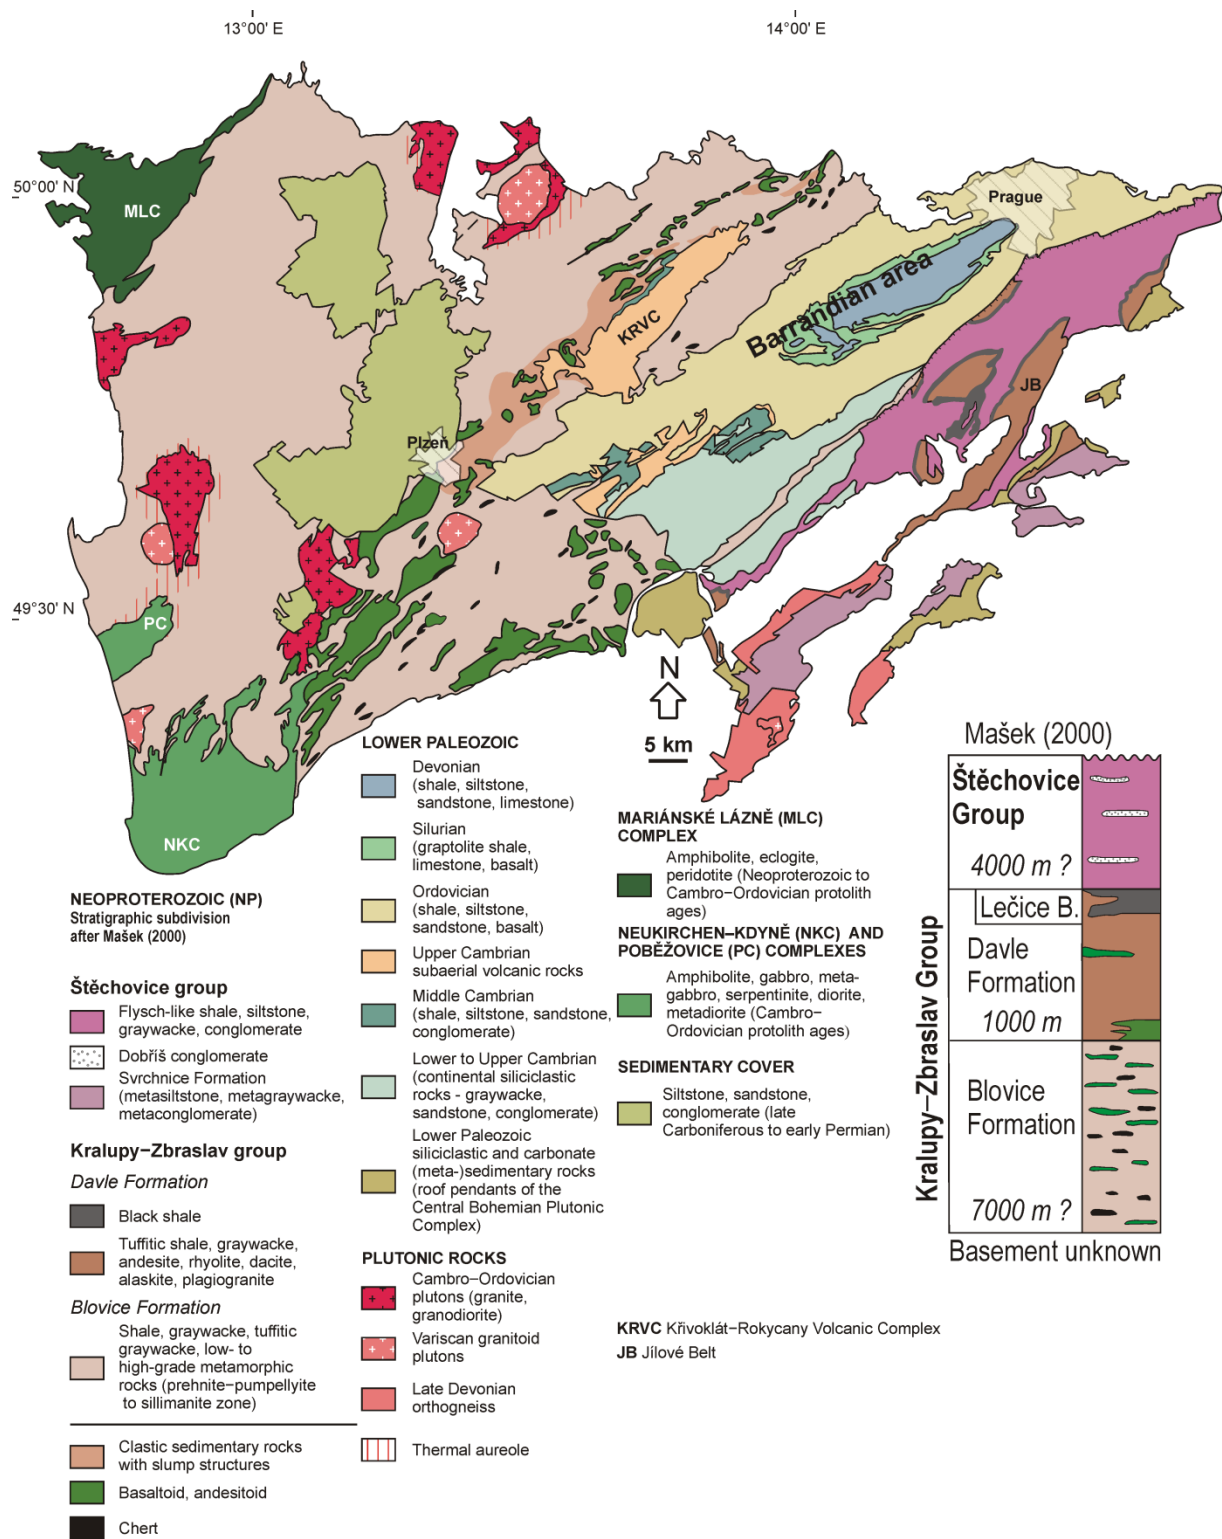 13°00' E
14°00' E
50°00' N
49°30' N
MLC
Prague
Barrandian area
KRVC
JB
Plzeň
PC
NKC
N
5 km
NEOPROTEROZOIC (NP)
Stratigraphic subdivision
after Mašek (2000)
Štěchovice group
Flysch-like shale, siltstone,
graywacke, conglomerate
Dobříš conglomerate
Svrchnice Formation
(metasiltstone, metagraywacke,
metaconglomerate)
Kralupy–Zbraslav group
Davle Formation
Black shale
Tuffitic shale, graywacke,
andesite, rhyolite, dacite,
alaskite, plagiogranite
Blovice Formation
Shale, graywacke, tuffitic
graywacke, low- to
high-grade metamorphic
rocks (prehnite–pumpellyite
to sillimanite zone)
Clastic sedimentary rocks
with slump structures
Basaltoid, andesitoid
Chert
LOWER PALEOZOIC
Devonian
(shale, siltstone,
sandstone, limestone)
Silurian
(graptolite shale,
limestone, basalt)
Ordovician
(shale, siltstone,
sandstone, basalt)
Upper Cambrian
subaerial volcanic rocks
Middle Cambrian
(shale, siltstone, sandstone,
conglomerate)
Lower to Upper Cambrian
(continental siliciclastic
rocks - graywacke,
sandstone, conglomerate)
Lower Paleozoic
siliciclastic and carbonate
(meta-)sedimentary rocks
(roof pendants of the
Central Bohemian Plutonic
Complex)
PLUTONIC ROCKS
Cambro–Ordovician
plutons (granite,
granodiorite)
Variscan granitoid
plutons
Late Devonian
orthogneiss
Thermal aureole
MARIÁNSKÉ LÁZNĚ (MLC)
COMPLEX
Amphibolite, eclogite,
peridotite (Neoproterozoic to
Cambro–Ordovician protolith
ages)
NEUKIRCHEN–KDYNĚ (NKC) AND
POBĚŽOVICE (PC) COMPLEXES
Amphibolite, gabbro, meta-
gabbro, serpentinite, diorite,
metadiorite (Cambro–
Ordovician protolith ages)
SEDIMENTARY COVER
Siltstone, sandstone,
conglomerate (late
Carboniferous to early Permian)
KRVC Křivoklát–Rokycany Volcanic Complex
JB Jílové Belt
Mašek (2000)
Štěchovice
Group
4000 m ?
Lečice B.
Davle
Formation
1000 m
Blovice
Formation
7000 m ?
Kralupy–Zbraslav Group
Basement unknown